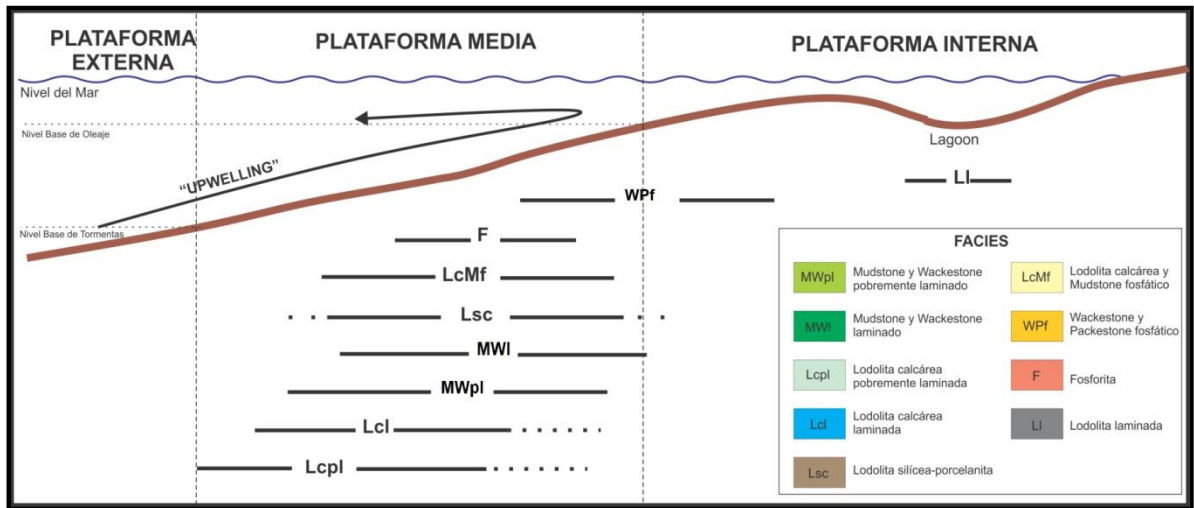 PLATAFORMA
EXTERNA
PLATAFORMA MEDIA
PLATAFORMA INTERNA
Nivel del Mar
Nivel Base de Oleaje
Lagoon
"UPWELLING"
LI
WPf
Nivel Base de Tormentas
F
LcMf
Lsc
MWl
MWpl
Lcl
Lcpl
FACIES
MWpl
Mudstone y Wackestone
pobremente laminado
MWl
Mudstone y Wackestone
laminado
Lcpl
Lodolita calcárea
pobremente laminada
Lcl
Lodolita calcárea
laminada
Lsc
Lodolita silícea-porcelanita
LcMf
Lodolita calcárea y
Mudstone fosfático
WPf
Wackestone y
Packestone fosfático
F
Fosforita
Ll
Lodolita laminada